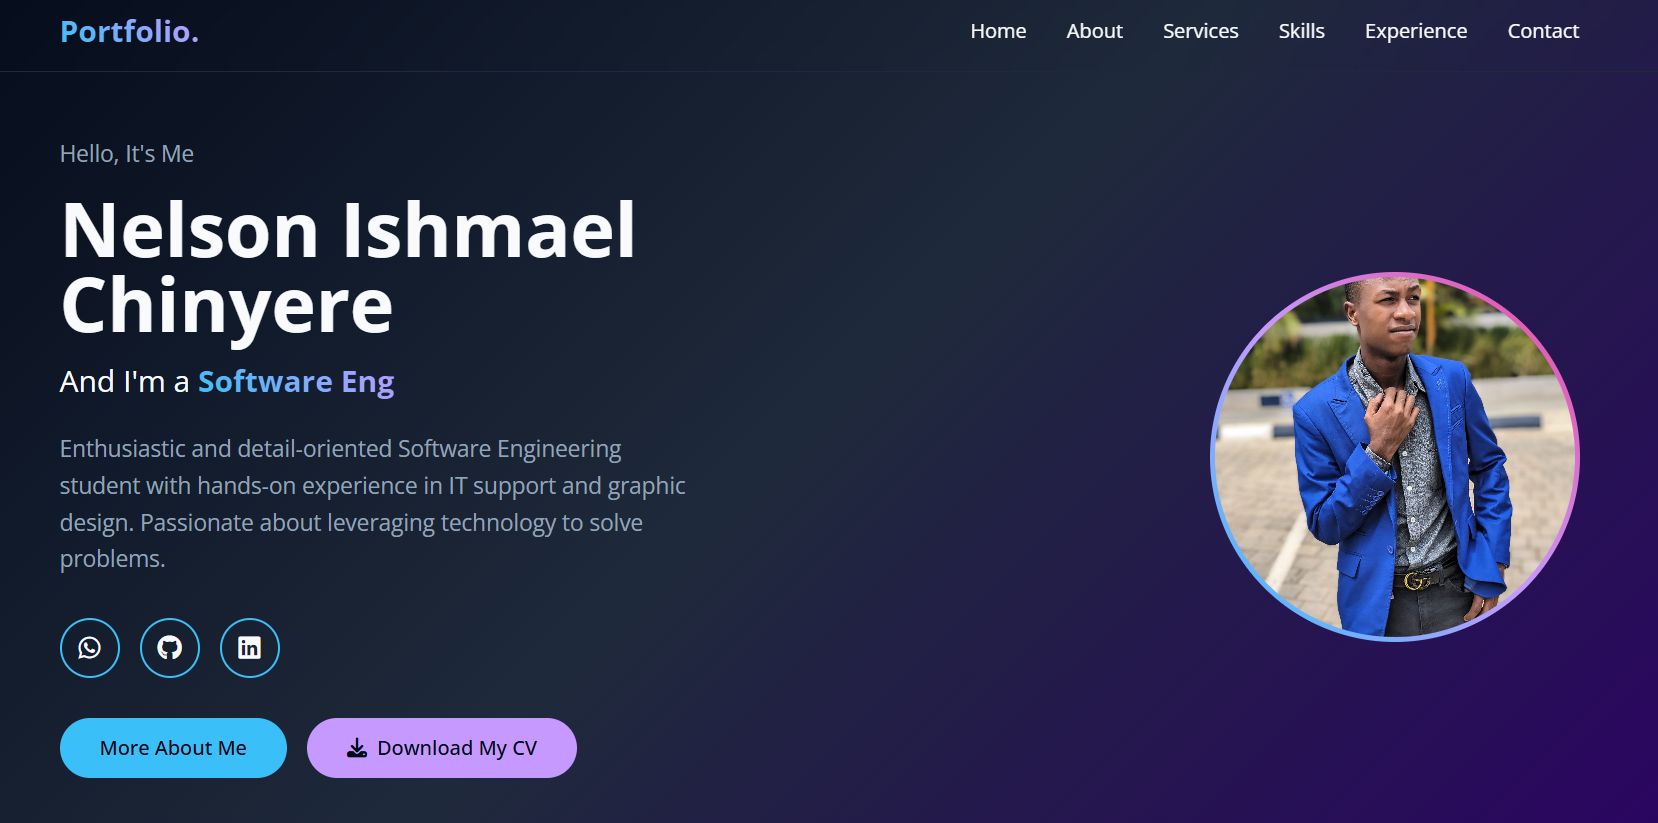 Portfolio.
Home About Services Skills Experience Contact
Hello, It's Me
Nelson Ishmael
Chinyere
And I'm a Software Eng
Enthusiastic and detail-oriented Software Engineering
student with hands-on experience in IT support and graphic
design. Passionate about leveraging technology to solve
problems.
in
More About Me
Download My CV